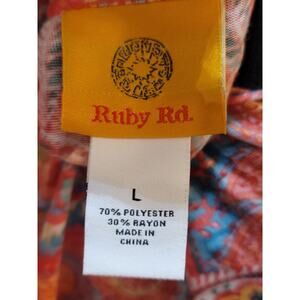 Ruby Rd.
L
70% POLYESTER
30% RAYON
MADE IN
CHINA